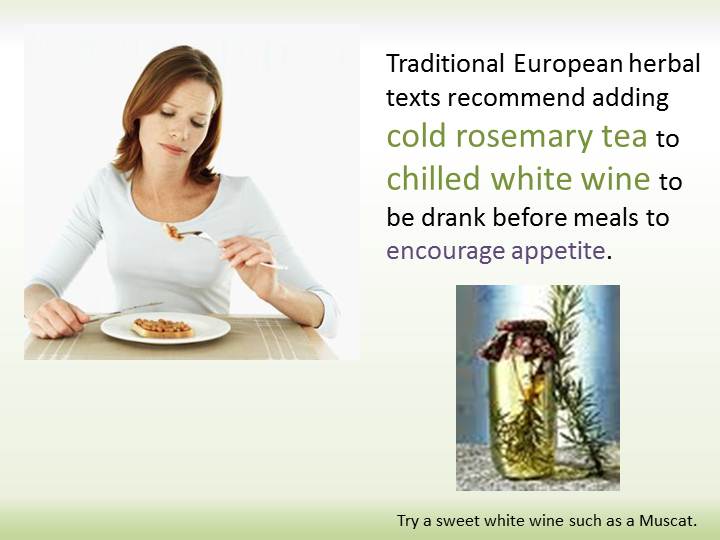 Traditional European herbal
texts recommend adding
cold rosemary tea to
chilled white wine to
be drank before meals to
encourage appetite.
Try a sweet white wine such as a Muscat.